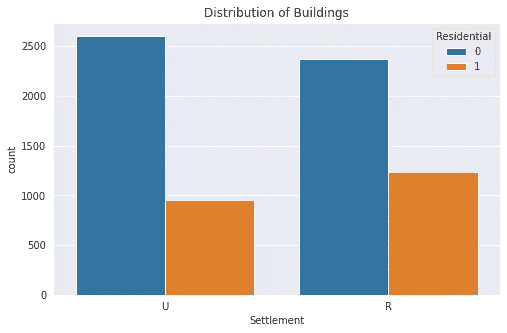 Distribution of Buildings
Residential
0
1
2500
2000
1500
1000
500
0
count
U
R
Settlement